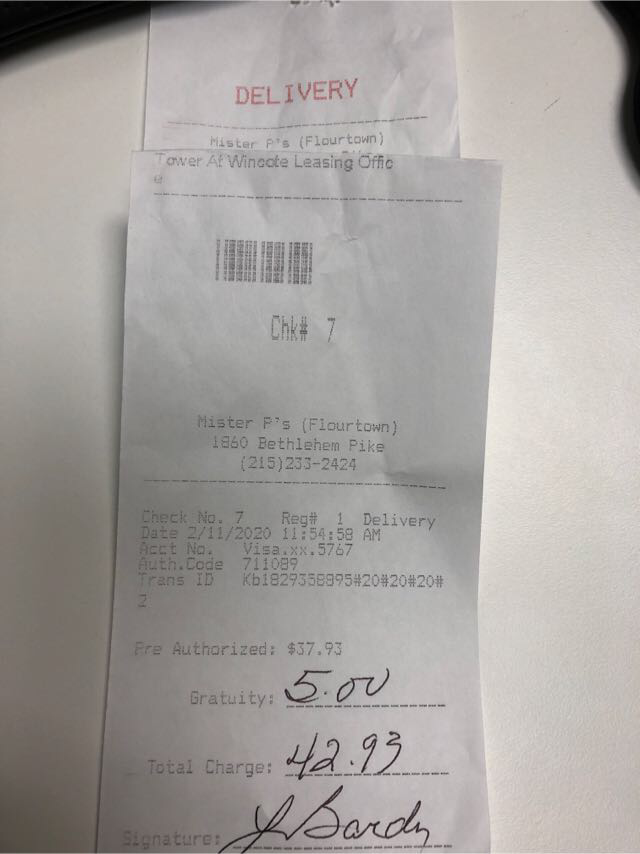 DELIVERY
Mister P's (Flourtown)
Tower At Wincote Leasing Offic
e
Chk# 7
Mister P's (Flourtown)
1860 Bethlehem Pike
(215)233-2424
Check No. 7 Reg# 1 Delivery
Date 2/11/2020 11:54:58 AM
Acct No. Visa.xx.5767
Auth.Code 711089
Trans ID Kb1829358895#20#20#20#
2
Pre Authorized: $37.93
Gratuity: 5.00
Total Charge: 42.93
Signature: J Bardy